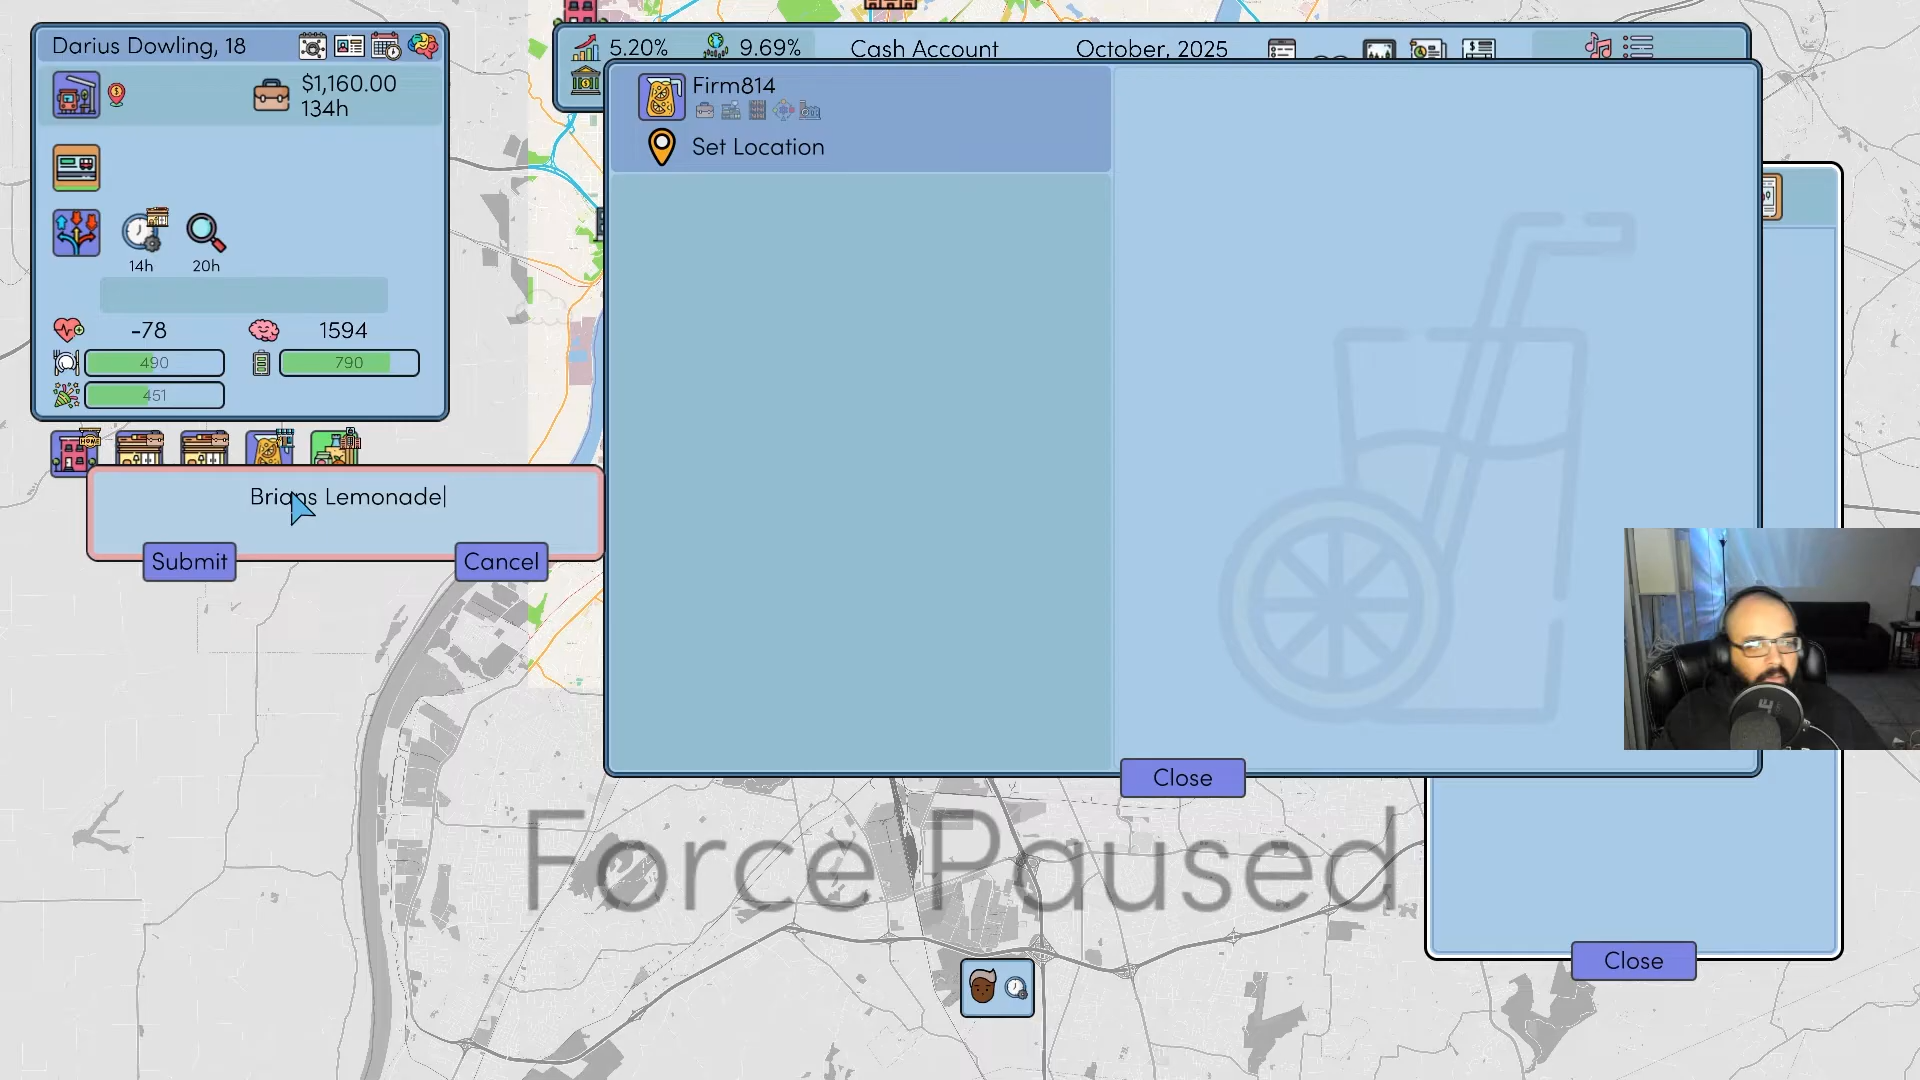 Darius Dowling, 18
$1,160.00
134h
14h
20h
-78
1594
490
790
451
5.20%
9.69%
Cash Account
October, 2025
Firm814
Set Location
Brians Lemonade
Submit
Cancel
Close
Force Paused
Close